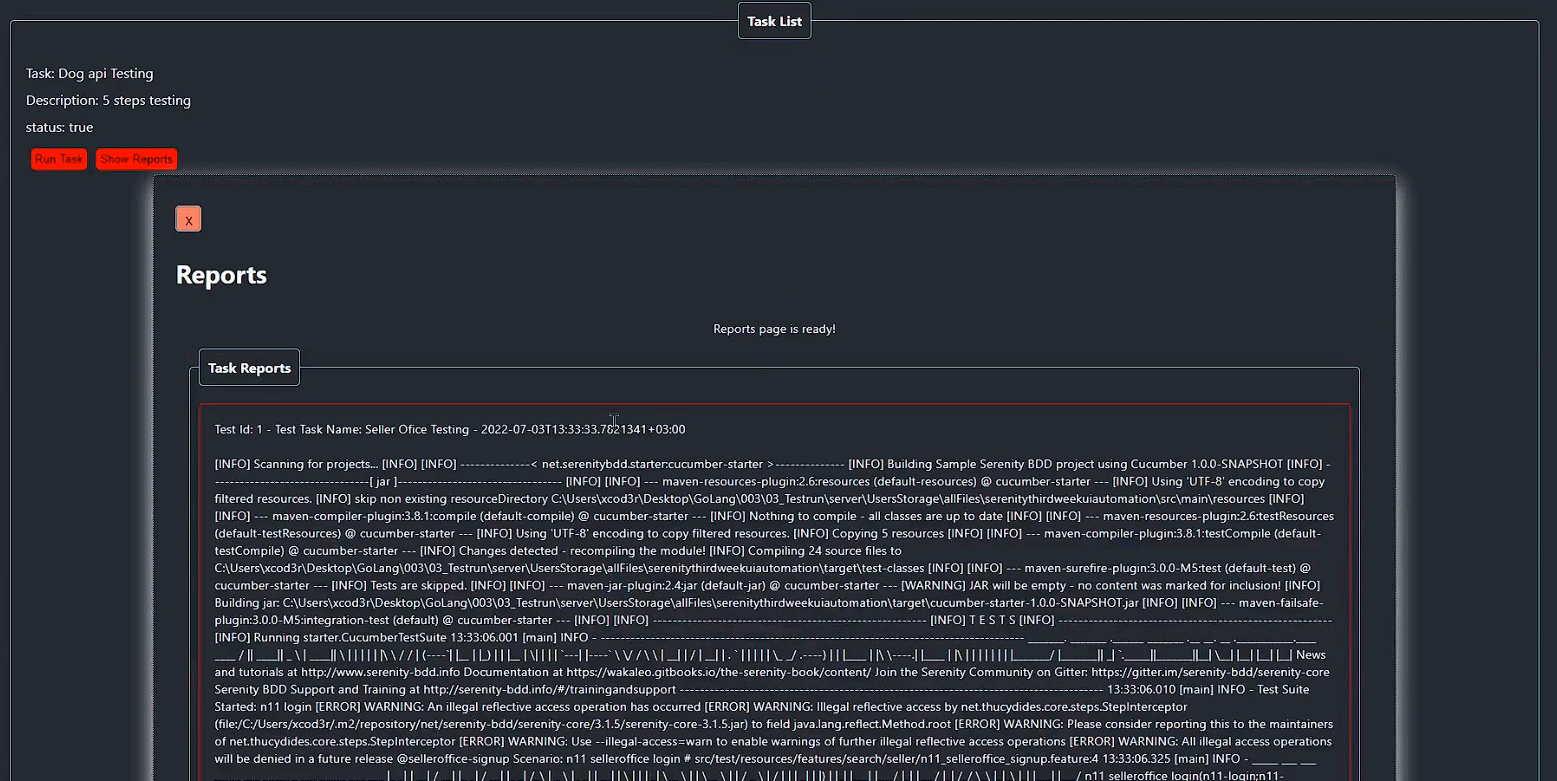 Task List
Task: Dog api Testing
Description: 5 steps testing
status: true
Run Task
Show Reports
x
Reports
Reports page is ready!
Task Reports
Test Id: 1 - Test Task Name: Seller Ofice Testing - 2022-07-03T13:33:33.7821341+03:00
[INFO] Scanning for projects... [INFO] [INFO] --------------< net.serenitybdd.starter:cucumber-starter >-------------- [INFO] Building Sample Serenity BDD project using Cucumber 1.0.0-SNAPSHOT [INFO] -
--------------------------------[ jar ]--------------------------------- [INFO] [INFO] --- maven-resources-plugin:2.6:resources (default-resources) @ cucumber-starter --- [INFO] Using 'UTF-8' encoding to copy
filtered resources. [INFO] skip non existing resourceDirectory C:\Users\xcod3r\Desktop\GoLang\003\03_Testrun\server\UsersStorage\allFiles\serenitythirdweekuiautomation\src\main\resources [INFO]
[INFO] --- maven-compiler-plugin:3.8.1:compile (default-compile) @ cucumber-starter --- [INFO] Nothing to compile - all classes are up to date [INFO] [INFO] --- maven-resources-plugin:2.6:testResources
(default-testResources) @ cucumber-starter --- [INFO] Using 'UTF-8' encoding to copy filtered resources. [INFO] Copying 5 resources [INFO] [INFO] --- maven-compiler-plugin:3.8.1:testCompile (default-
testCompile) @ cucumber-starter --- [INFO] Changes detected - recompiling the module! [INFO] Compiling 24 source files to
C:\Users\xcod3r\Desktop\GoLang\003\03_Testrun\server\UsersStorage\allFiles\serenitythirdweekuiautomation\target\test-classes [INFO] [INFO] --- maven-surefire-plugin:3.0.0-M5:test (default-test) @
cucumber-starter --- [INFO] Tests are skipped. [INFO] [INFO] --- maven-jar-plugin:2.4:jar (default-jar) @ cucumber-starter --- [WARNING] JAR will be empty - no content was marked for inclusion! [INFO]
Building jar: C:\Users\xcod3r\Desktop\GoLang\003\03_Testrun\server\UsersStorage\allFiles\serenitythirdweekuiautomation\target\cucumber-starter-1.0.0-SNAPSHOT.jar [INFO] [INFO] --- maven-failsafe-
plugin:3.0.0-M5:integration-test (default) @ cucumber-starter --- [INFO] [INFO] ------------------------------------------------------- [INFO] T E S T S [INFO] -------------------------------------------------------
[INFO] Running starter.CucumberTestSuite 13:33:06.001 [main] INFO -
News
and tutorials at http://www.serenity-bdd.info Documentation at https://wakaleo.gitbooks.io/the-serenity-book/content/ Join the Serenity Community on Gitter: https://gitter.im/serenity-bdd/serenity-core
Serenity BDD Support and Training at http://serenity-bdd.info/#/trainingandsupport ------------------------------------------------------------------------------------- 13:33:06.010 [main] INFO - Test Suite
Started: n11 login [ERROR] WARNING: An illegal reflective access operation has occurred [ERROR] WARNING: Illegal reflective access by net.thucydides.core.steps.StepInterceptor
(file:/C:/Users/xcod3r/.m2/repository/net/serenity-bdd/serenity-core/3.1.5/serenity-core-3.1.5.jar) to field java.lang.reflect.Method.root [ERROR] WARNING: Please consider reporting this to the maintainers
of net.thucydides.core.steps.StepInterceptor [ERROR] WARNING: Use --illegal-access=warn to enable warnings of further illegal reflective access operations [ERROR] WARNING: All illegal access operations
will be denied in a future release @selleroffice-signup Scenario: n11 selleroffice login # src/test/resources/features/search/seller/n11_selleroffice_signup.feature:4 13:33:06.325 [main] INFO -
n11 selleroffice login(n11-login;n11-